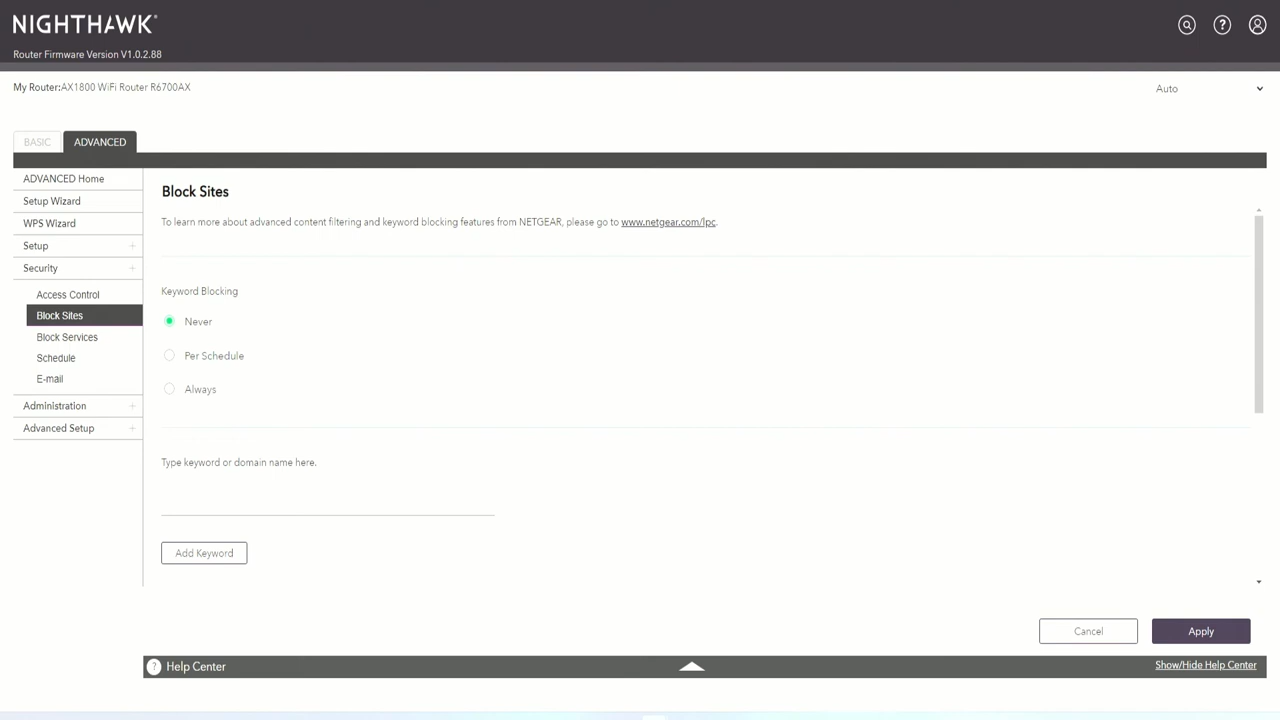 NIGHTHAWK®
Router Firmware Version V1.0.2.88
My Router:AX1800 WiFi Router R6700AX
Auto
BASIC
ADVANCED
ADVANCED Home
Setup Wizard
WPS Wizard
Setup +
Security +
Access Control
Block Sites
Block Services
Schedule
E-mail
Administration +
Advanced Setup +
Block Sites
To learn more about advanced content filtering and keyword blocking features from NETGEAR, please go to www.netgear.com/lpc.
Keyword Blocking
Never
Per Schedule
Always
Type keyword or domain name here.
Add Keyword
Cancel
Apply
? Help Center
Show/Hide Help Center